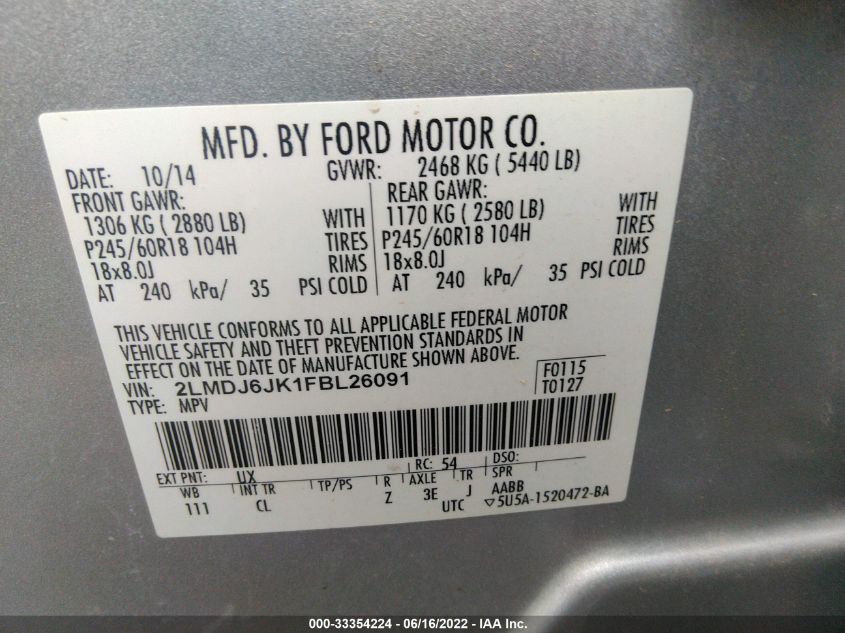 MFD. BY FORD MOTOR CO.
DATE: 10/14 GVWR: 2468 KG ( 5440 LB)
FRONT GAWR: REAR GAWR:
1306 KG ( 2880 LB) WITH 1170 KG ( 2580 LB) WITH
P245/60R18 104H TIRES P245/60R18 104H TIRES
18x8.0J RIMS 18x8.0J RIMS
AT 240 kPa/ 35 PSI COLD AT 240 kPa/ 35 PSI COLD
THIS VEHICLE CONFORMS TO ALL APPLICABLE FEDERAL MOTOR
VEHICLE SAFETY AND THEFT PREVENTION STANDARDS IN
EFFECT ON THE DATE OF MANUFACTURE SHOWN ABOVE.
VIN: 2LMDJ6JK1FBL26091 F0115
TYPE: MPV T0127
EXT PNT: UX RC: 54 DSO:
WB INT TR TP/PS R AXLE TR SPR
111 CL Z 3E J AABB
UTC ▽5U5A-1520472-BA
000-33354224 - 06/16/2022 - IAA Inc.